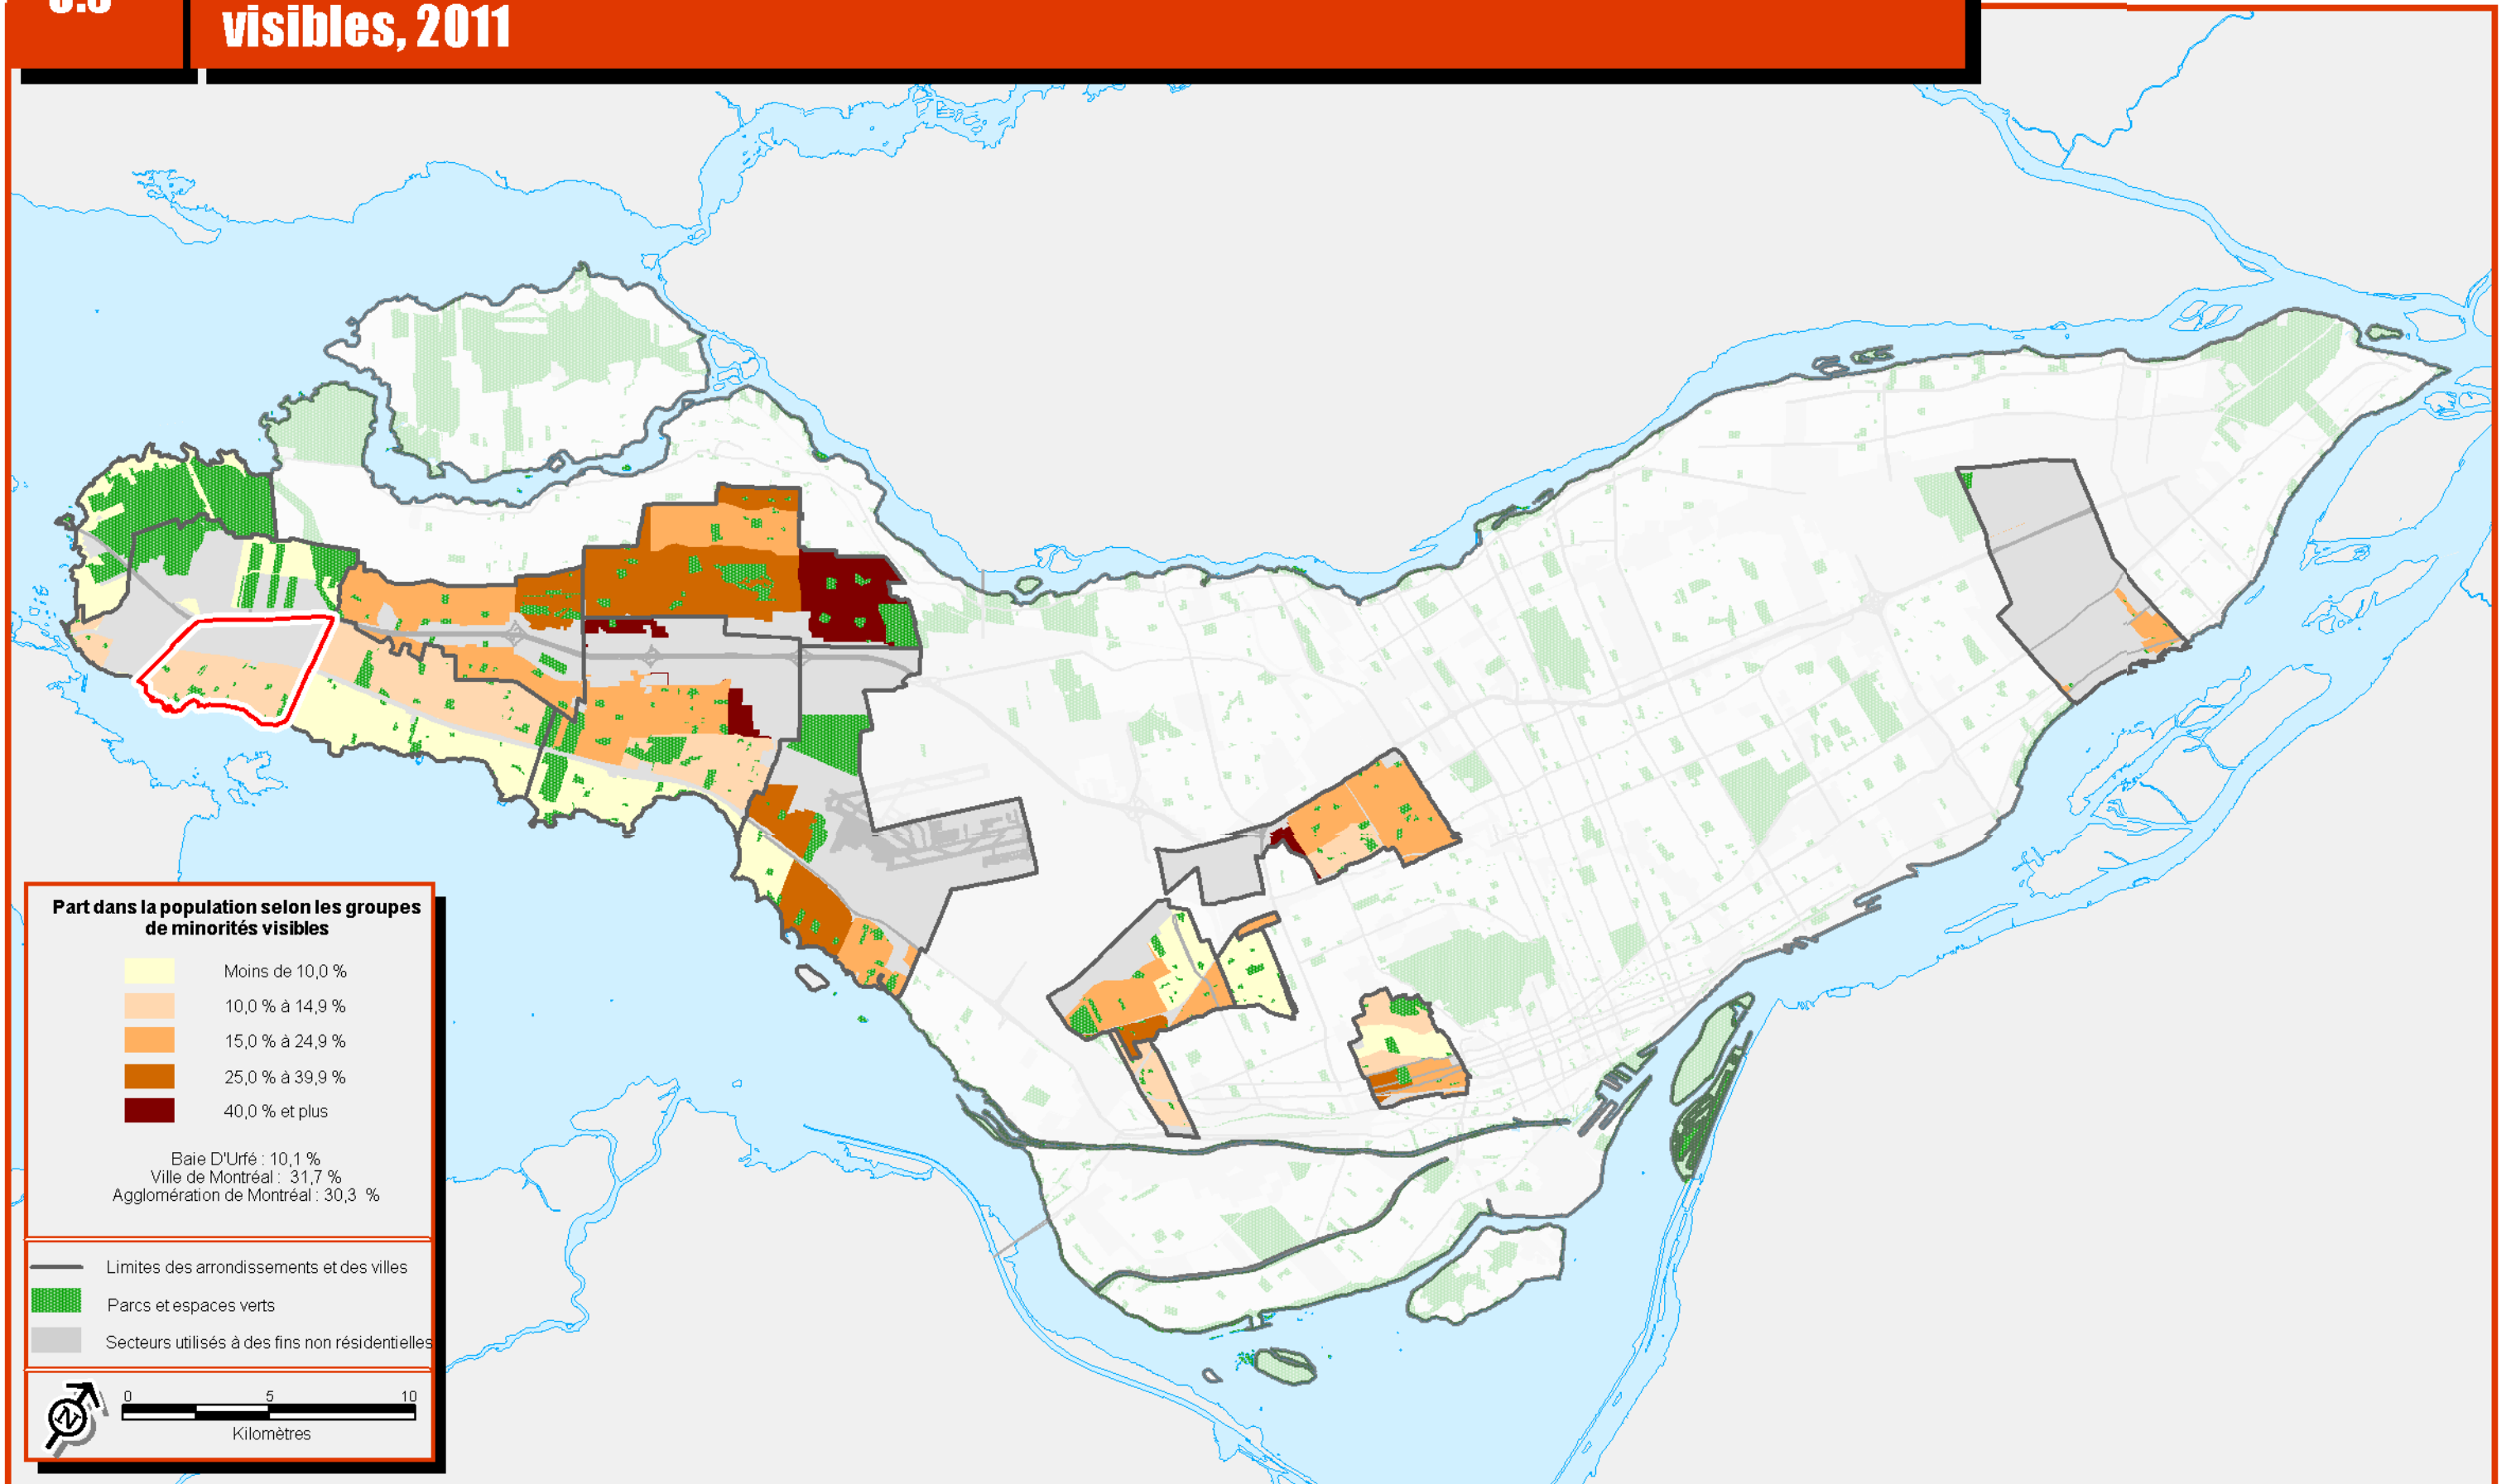 visibles, 2011
Part dans la population selon les groupes
de minorités visibles
Moins de 10,0 %
10,0 % à 14,9 %
15,0 % à 24,9 %
25,0 % à 39,9 %
40,0 % et plus
Baie D'Urfé : 10,1 %
Ville de Montréal : 31,7 %
Agglomération de Montréal : 30,3 %
Limites des arrondissements et des villes
Parcs et espaces verts
Secteurs utilisés à des fins non résidentielles
N
0 5 10
Kilomètres